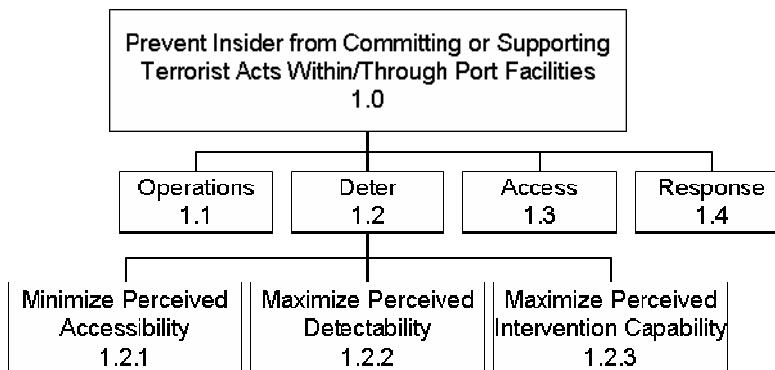 Prevent Insider from Committing or Supporting
Terrorist Acts Within/Through Port Facilities
1.0
Operations
1.1
Deter
1.2
Access
1.3
Response
1.4
Minimize Perceived
Accessibility
1.2.1
Maximize Perceived
Detectability
1.2.2
Maximize Perceived
Intervention Capability
1.2.3